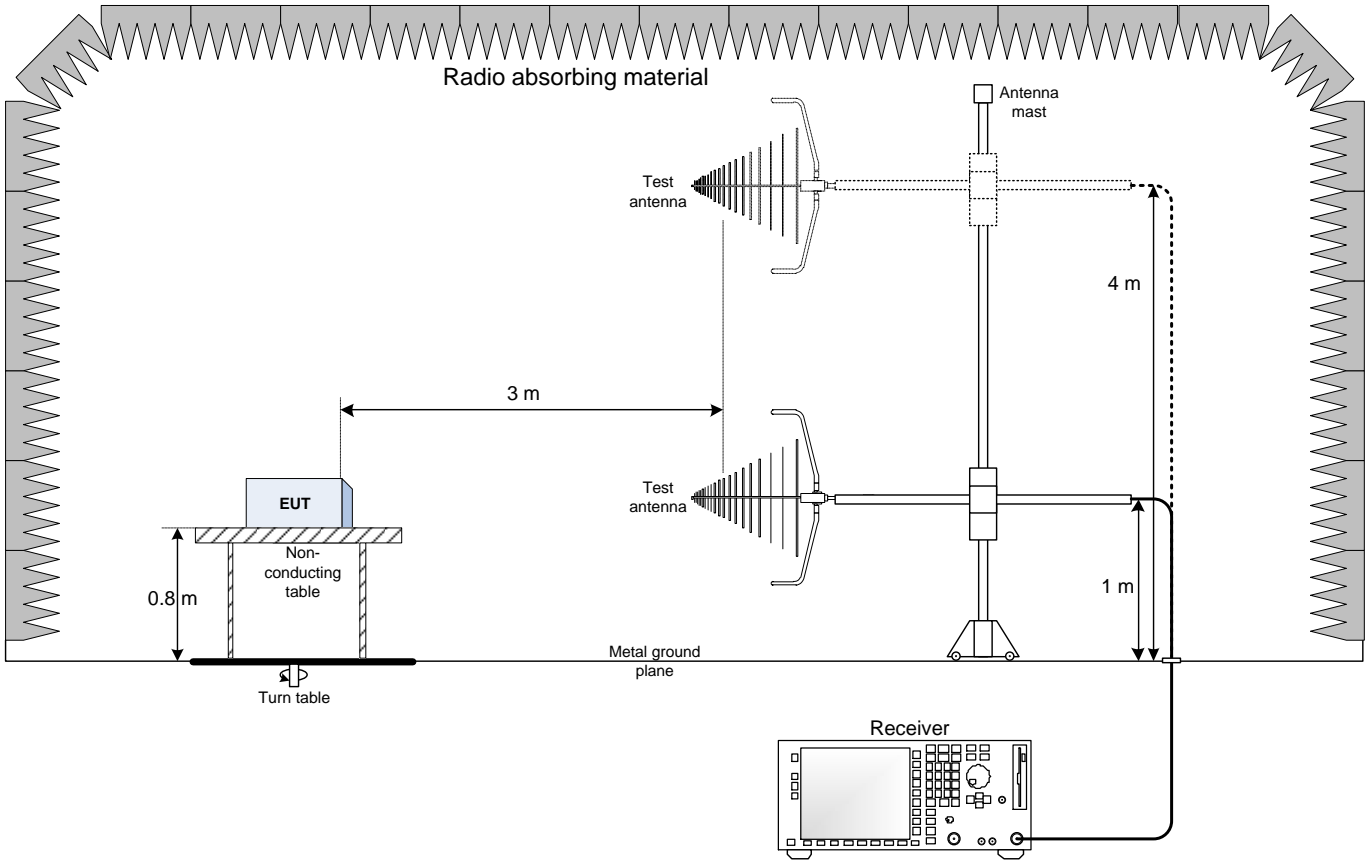 Radio absorbing material
Antenna
mast
Test
antenna
4 m
3 m
Test
antenna
EUT
Non-
conducting
table
0.8 m
1 m
Metal ground
plane
Turn table
Receiver